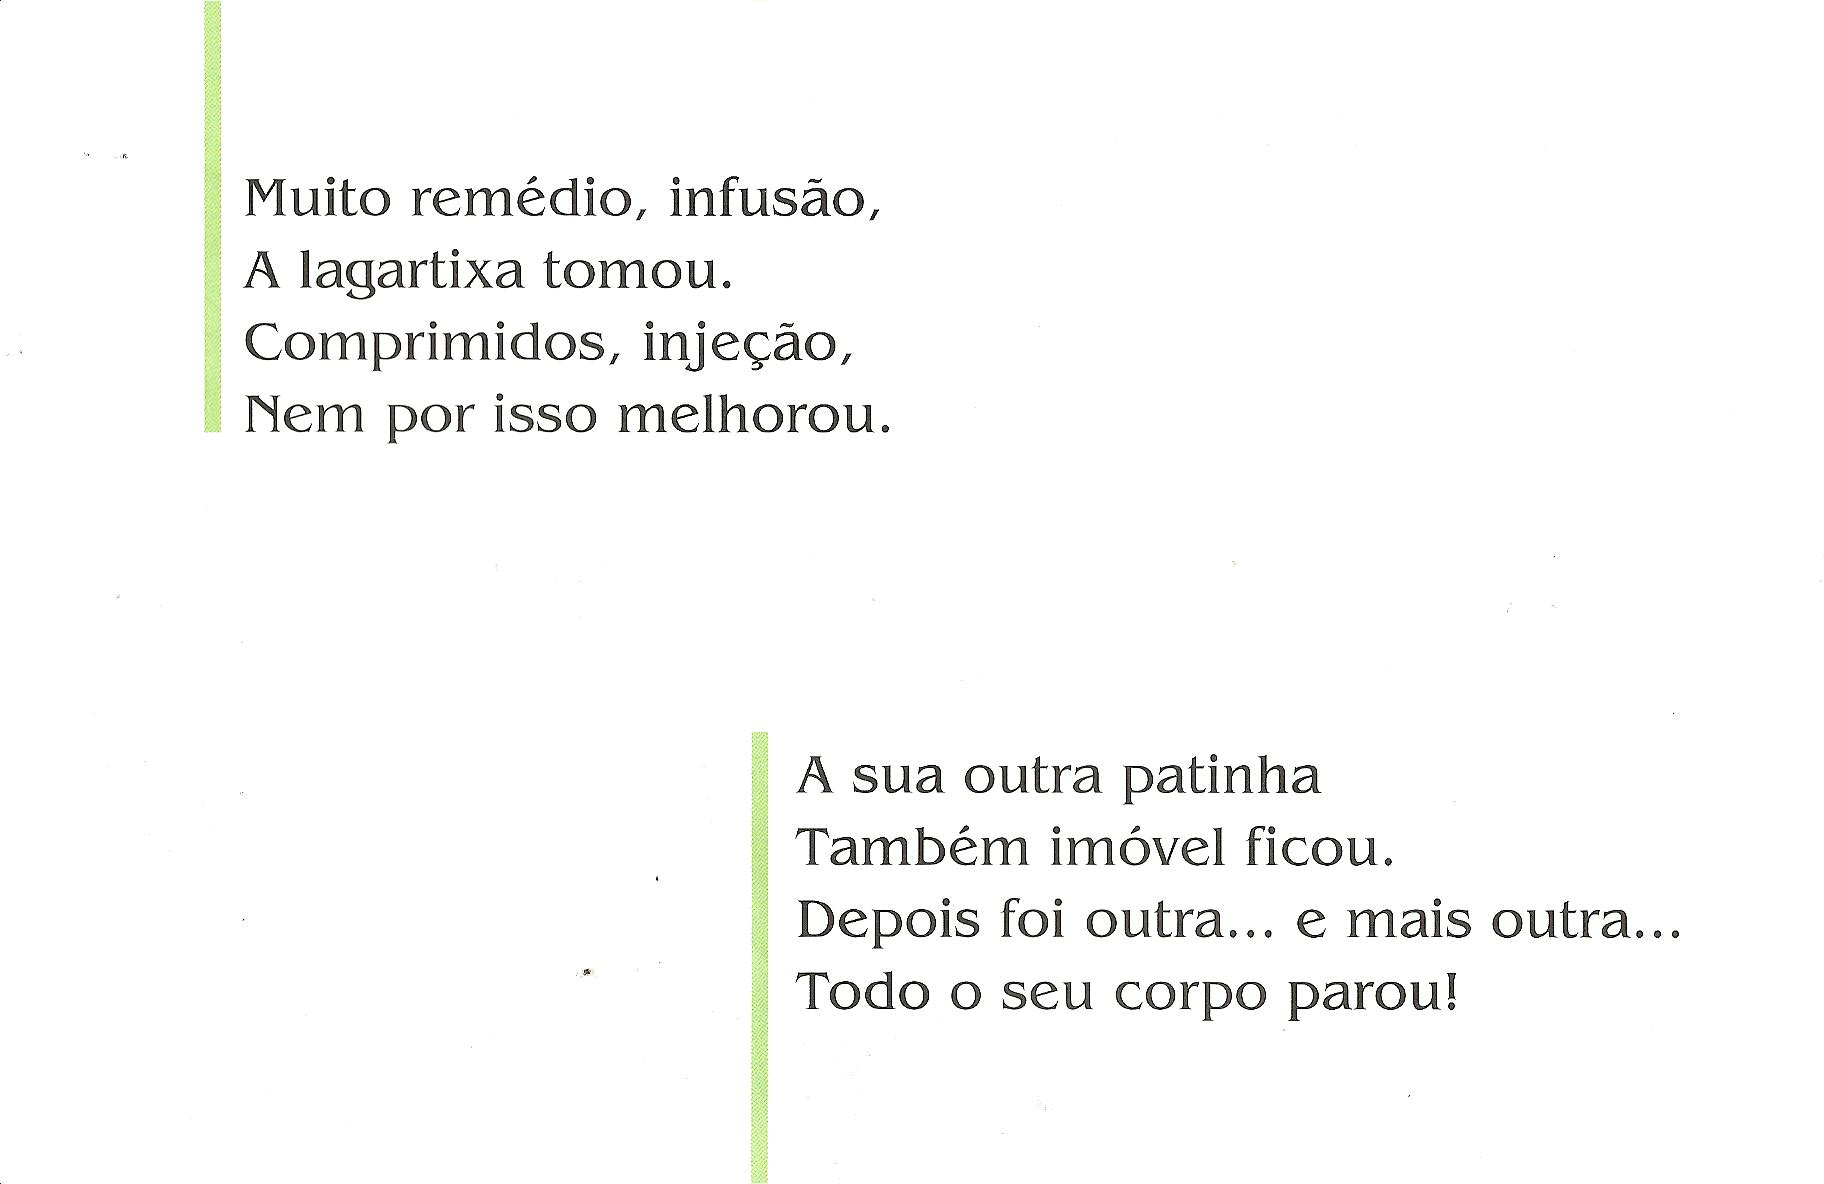 Muito remédio, infusão,
A lagartixa tomou.
Comprimidos, injeção,
Nem por isso melhorou.
A sua outra patinha
Também imóvel ficou.
Depois foi outra... e mais outra...
Todo o seu corpo parou!